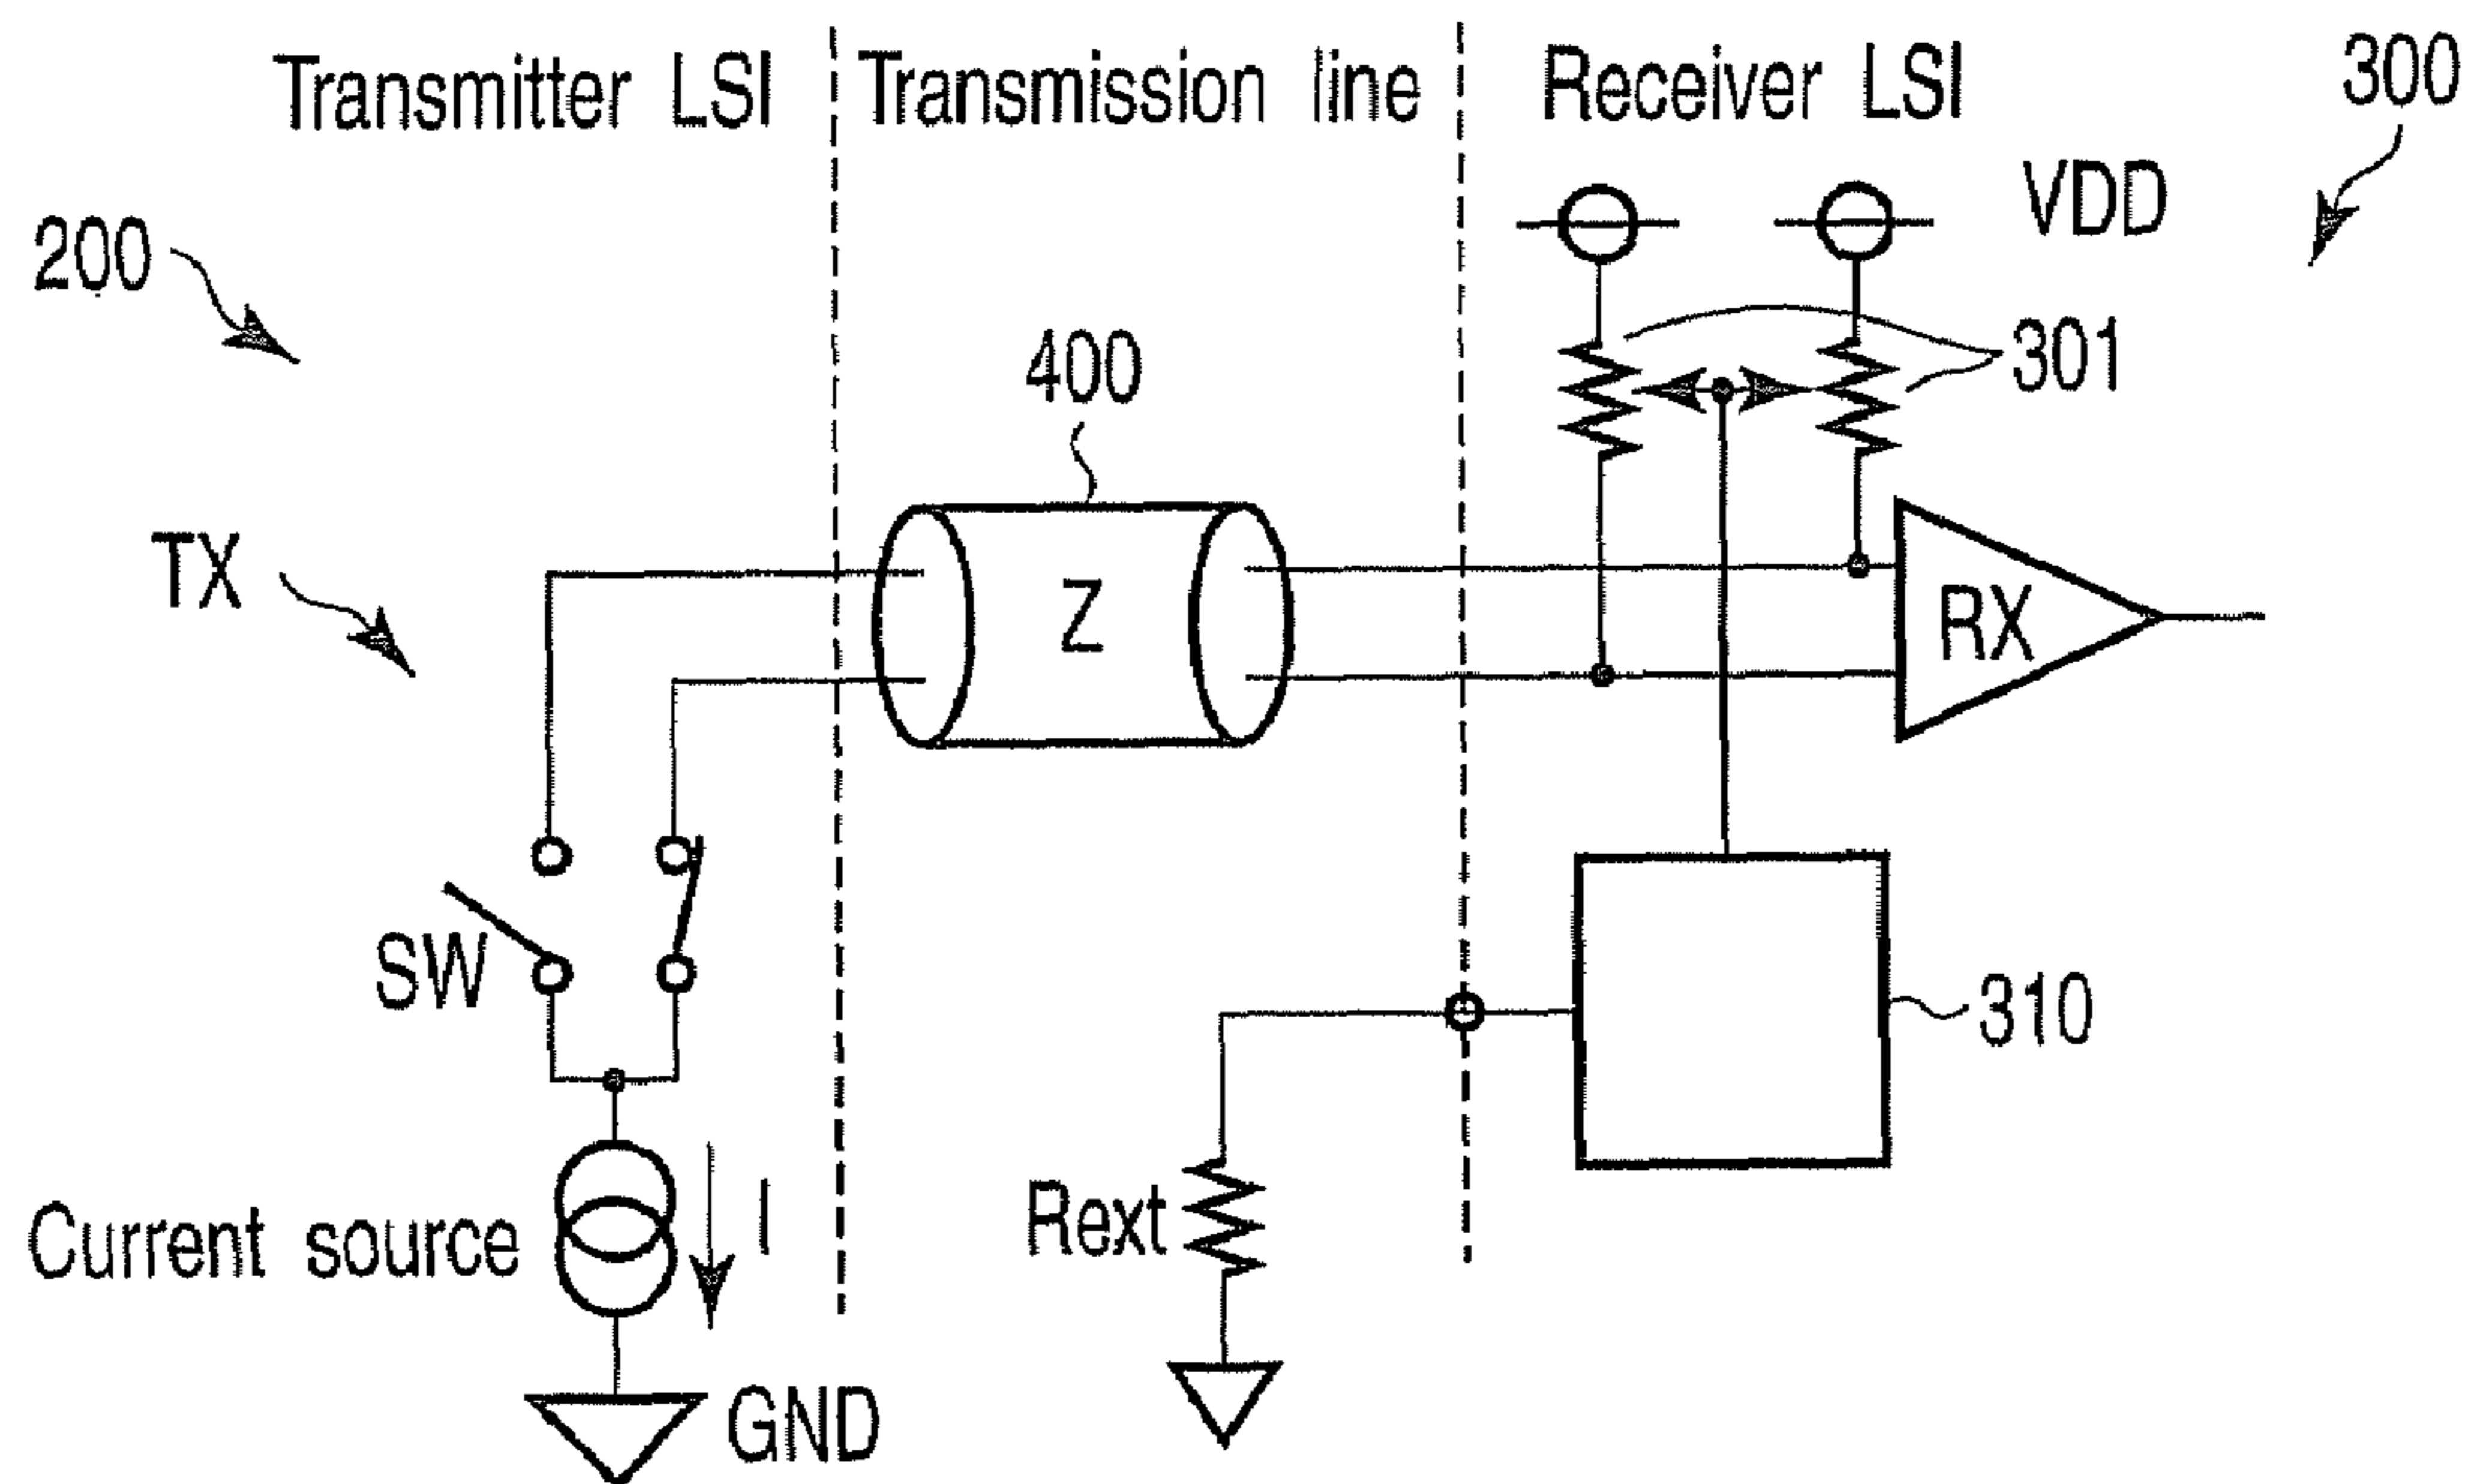 Transmitter LSI
Transmission line
Receiver LSI
300
VDD
200
301
400
TX
Z
RX
SW
310
Rext
I
Current source
GND